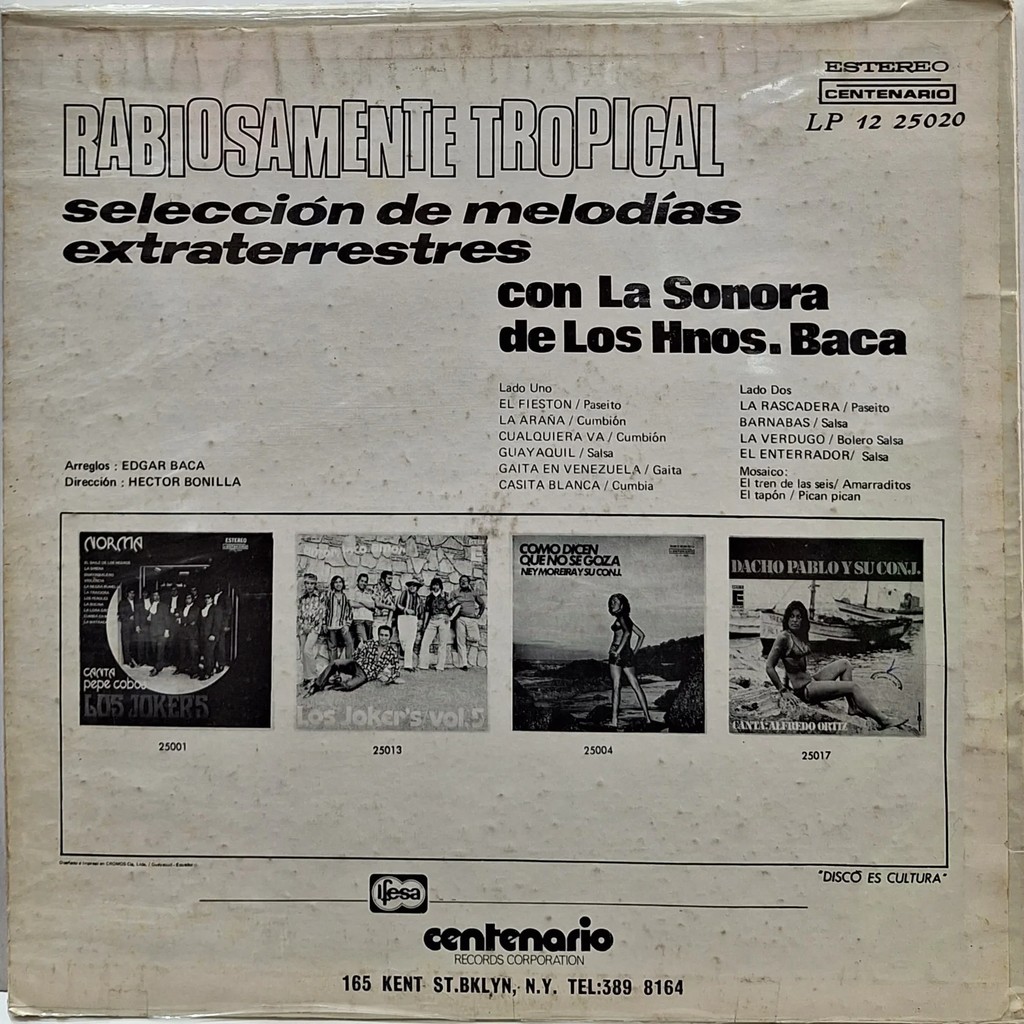 ESTEREO
CENTENARIO
LP 12 25020
RABIOSAMENTE TROPICAL
selección de melodías
extraterrestres
con La Sonora
de Los Hnos. Baca
Arreglos : EDGAR BACA
Dirección : HECTOR BONILLA
Lado Uno
EL FIESTON / Paseito
LA ARAÑA / Cumbión
CUALQUIERA VA / Cumbión
GUAYAQUIL / Salsa
GAITA EN VENEZUELA / Gaita
CASITA BLANCA / Cumbia
Lado Dos
LA RASCADERA / Paseito
BARNABAS / Salsa
LA VERDUGO / Bolero Salsa
EL ENTERRADOR/ Salsa
Mosaico:
El tren de las seis/ Amarraditos
El tapón / Pican pican
NORMA
ESTEREO
CANTA
pepe cobos
LOS JOKER'S
25001
Los Joker's vol.5
25013
COMO DICEN
QUE NO SE GOZA
NEY MOREIRA Y SU CONJ.
25004
DACHO PABLO Y SU CONJ.
E
CANTA: ALFREDO ORTIZ
25017
"DISCO ES CULTURA"
ifesa
centenario
RECORDS CORPORATION
165 KENT ST.BKLYN, N.Y. TEL:389 8164